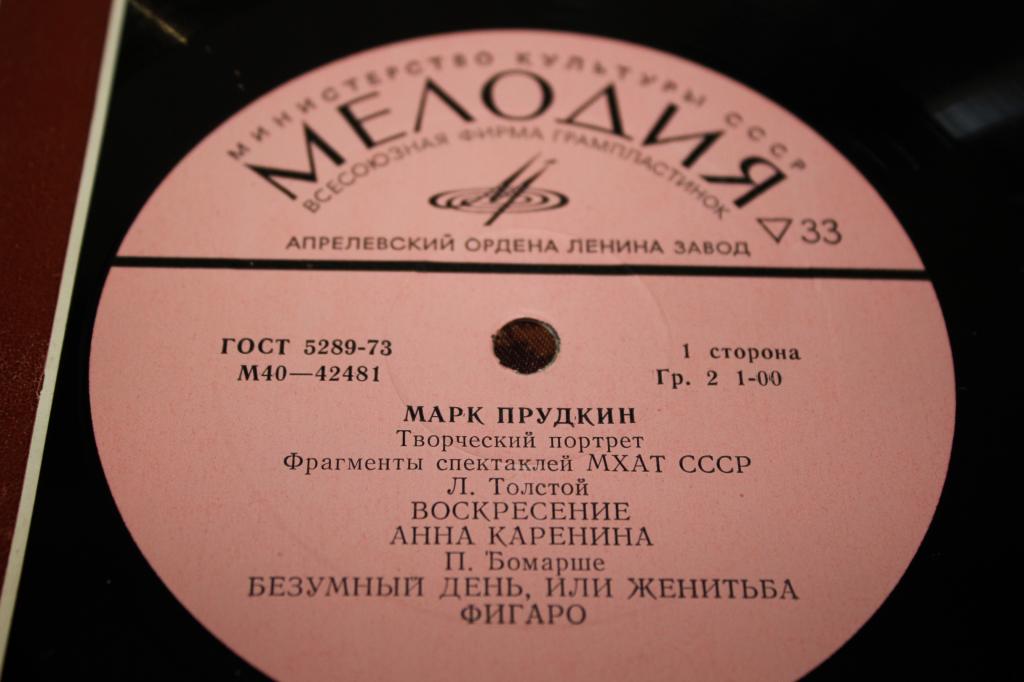 МИНИСТЕРСТВО КУЛЬТУРЫ СССР
МЕЛОДИЯ
ВСЕСОЮЗНАЯ ФИРМА ГРАМПЛАСТИНОК
33
АПРЕЛЕВСКИЙ ОРДЕНА ЛЕНИНА ЗАВОД
ГОСТ 5289-73
М40—42481
1 сторона
Гр. 2 1-00
МАРК ПРУДКИН
Творческий портрет
Фрагменты спектаклей МХАТ СССР
Л. Толстой
ВОСКРЕСЕНИЕ
АННА КАРЕНИНА
П. Бомарше
БЕЗУМНЫЙ ДЕНЬ, ИЛИ ЖЕНИТЬБА
ФИГАРО